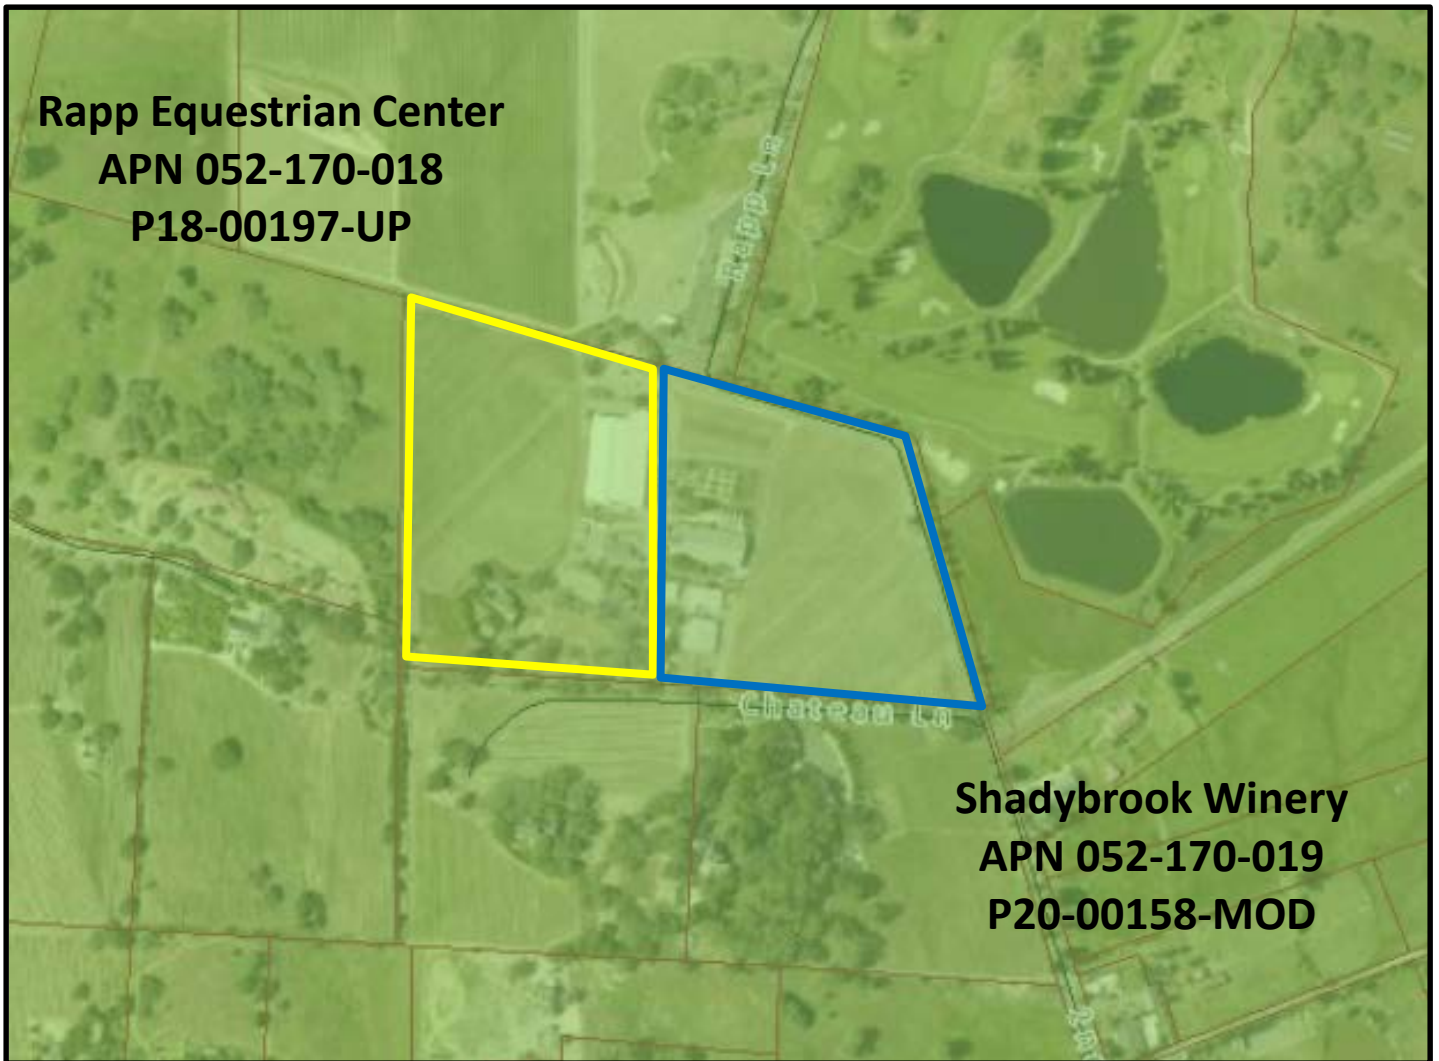 Rapp Equestrian Center
APN 052-170-018
P18-00197-UP
Rapp Ln
Chateau Ln
Shadybrook Winery
APN 052-170-019
P20-00158-MOD